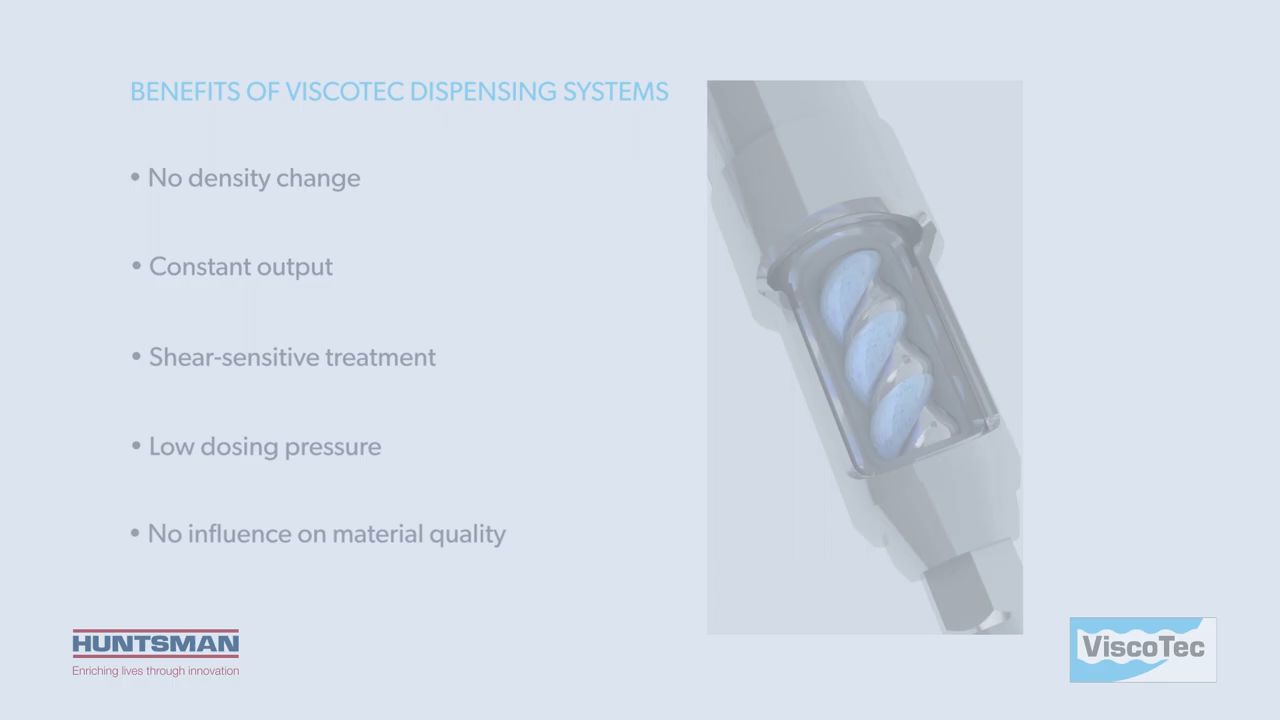 BENEFITS OF VISCOTEC DISPENSING SYSTEMS
• No density change
• Constant output
• Shear-sensitive treatment
• Low dosing pressure
• No influence on material quality
HUNTSMAN
Enriching lives through innovation
ViscoTec